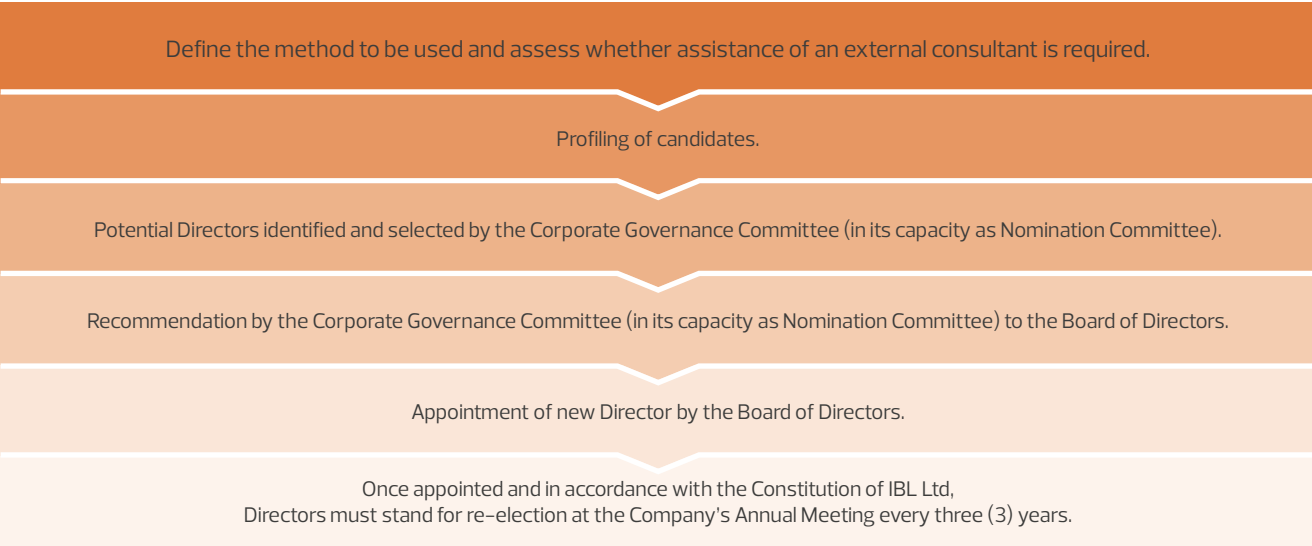 Define the method to be used and assess whether assistance of an external consultant is required.
Profiling of candidates.
Potential Directors identified and selected by the Corporate Governance Committee (in its capacity as Nomination Committee).
Recommendation by the Corporate Governance Committee (in its capacity as Nomination Committee) to the Board of Directors.
Appointment of new Director by the Board of Directors.
Once appointed and in accordance with the Constitution of IBL Ltd,
Directors must stand for re-election at the Company's Annual Meeting every three (3) years.